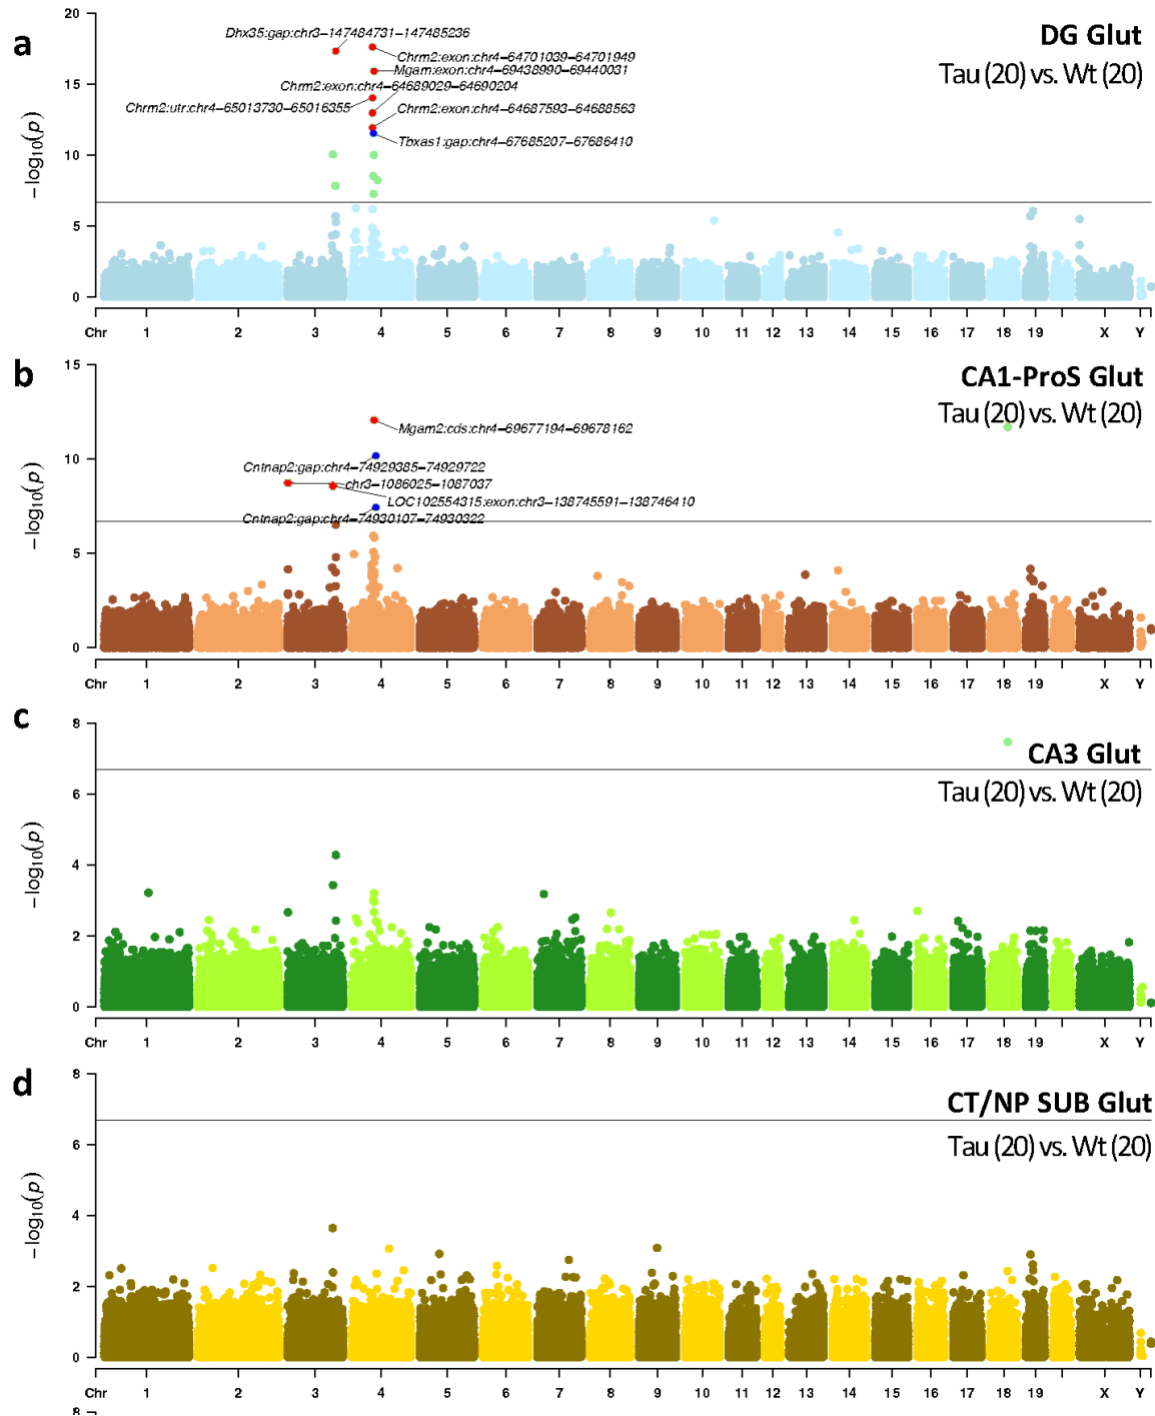 a
DG Glut
Tau (20) vs. Wt (20)
Dhx35:gap:chr3−147484731−147485236
Chrm2:exon:chr4−64701039−64701949
Mgam:exon:chr4−69438990−69440031
Chrm2:exon:chr4−64689029−64690204
Chrm2:utr:chr4−65013730−65016355
Chrm2:exon:chr4−64687593−64688563
Tbxas1:gap:chr4−67685207−67686410
−log10(p)
20
15
10
5
0
Chr 1 2 3 4 5 6 7 8 9 10 11 12 13 14 15 16 17 18 19 X Y
b
CA1-ProS Glut
Tau (20) vs. Wt (20)
Mgam2:cds:chr4−69677194−69678162
Cntnap2:gap:chr4−74929385−74929722
chr3−1086025−1087037
LOC102554315:exon:chr3−138745591−138746410
Cntnap2:gap:chr4−74930107−74930322
−log10(p)
15
10
5
0
Chr 1 2 3 4 5 6 7 8 9 10 11 12 13 14 15 16 17 18 19 X Y
c
CA3 Glut
Tau (20) vs. Wt (20)
−log10(p)
8
6
4
2
0
Chr 1 2 3 4 5 6 7 8 9 10 11 12 13 14 15 16 17 18 19 X Y
d
CT/NP SUB Glut
Tau (20) vs. Wt (20)
−log10(p)
8
6
4
2
0
Chr 1 2 3 4 5 6 7 8 9 10 11 12 13 14 15 16 17 18 19 X Y
8